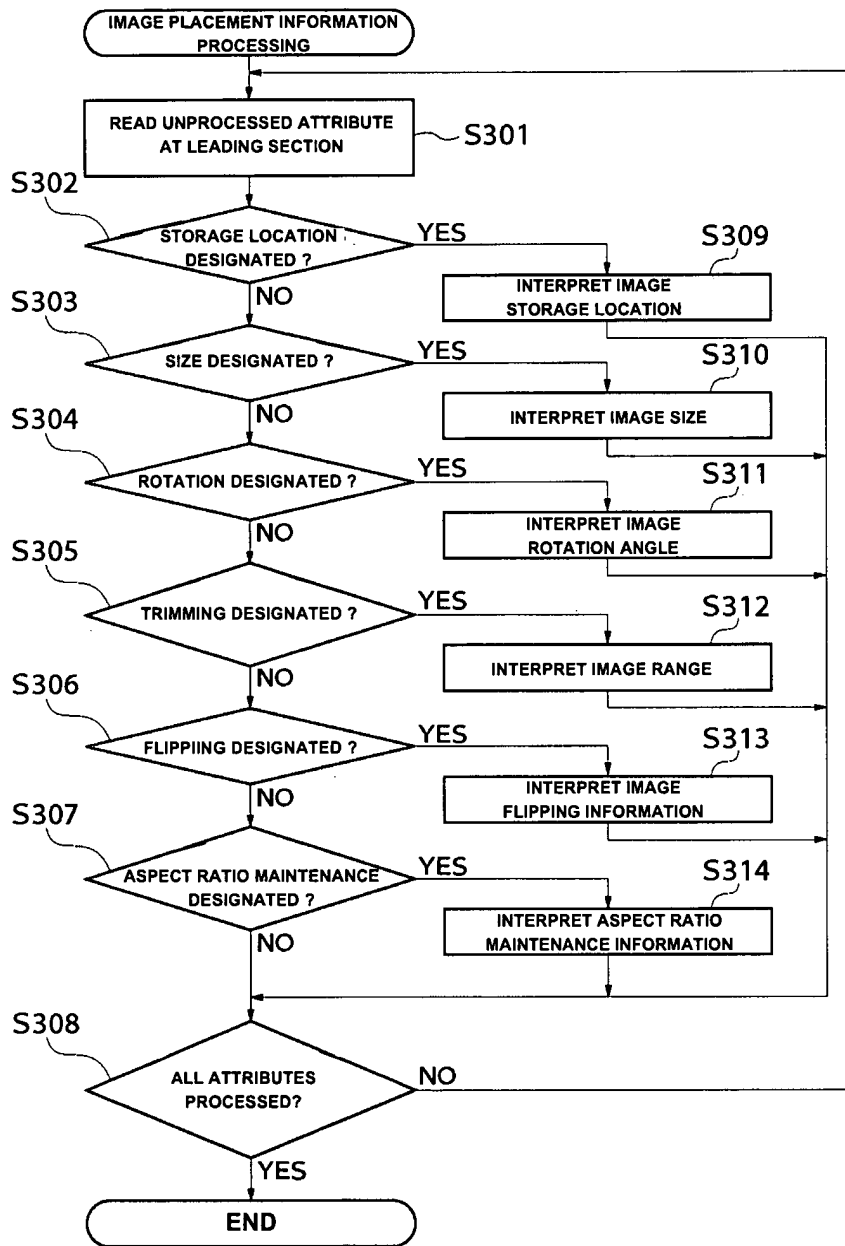 IMAGE PLACEMENT INFORMATION
PROCESSING
READ UNPROCESSED ATTRIBUTE
AT LEADING SECTION
S301
S302
STORAGE LOCATION
DESIGNATED ?
YES
NO
S309
INTERPRET IMAGE
STORAGE LOCATION
S303
SIZE DESIGNATED ?
YES
NO
S310
INTERPRET IMAGE SIZE
S304
ROTATION DESIGNATED ?
YES
NO
S311
INTERPRET IMAGE
ROTATION ANGLE
S305
TRIMMING DESIGNATED ?
YES
NO
S312
INTERPRET IMAGE RANGE
S306
FLIPPIING DESIGNATED ?
YES
NO
S313
INTERPRET IMAGE
FLIPPING INFORMATION
S307
ASPECT RATIO MAINTENANCE
DESIGNATED ?
YES
NO
S314
INTERPRET ASPECT RATIO
MAINTENANCE INFORMATION
S308
ALL ATTRIBUTES
PROCESSED?
NO
YES
END